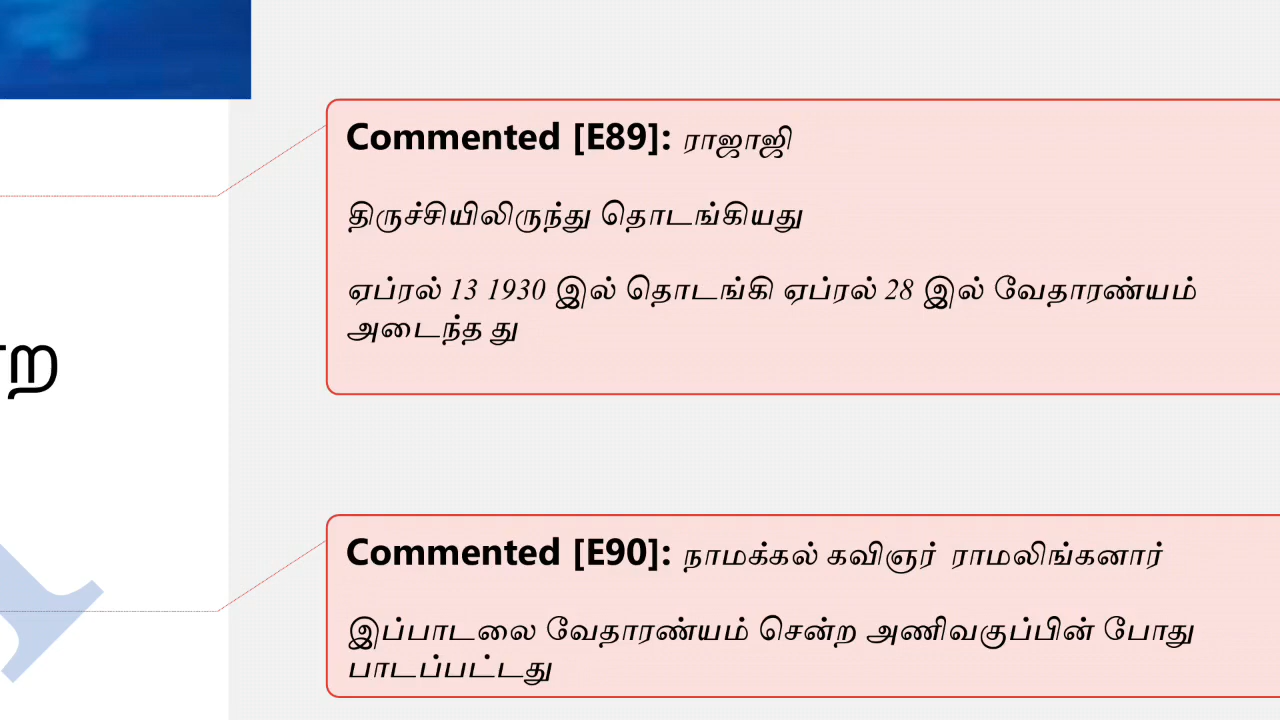 Commented [E89]: ராஜாஜி
திருச்சியிலிருந்து தொடங்கியது
ஏப்ரல் 13 1930 இல் தொடங்கி ஏப்ரல் 28 இல் வேதாரண்யம்
அடைந்த து
Commented [E90]: நாமக்கல் கவிஞர் ராமலிங்கனார்
இப்பாடலை வேதாரண்யம் சென்ற அணிவகுப்பின் போது
பாடப்பட்டது